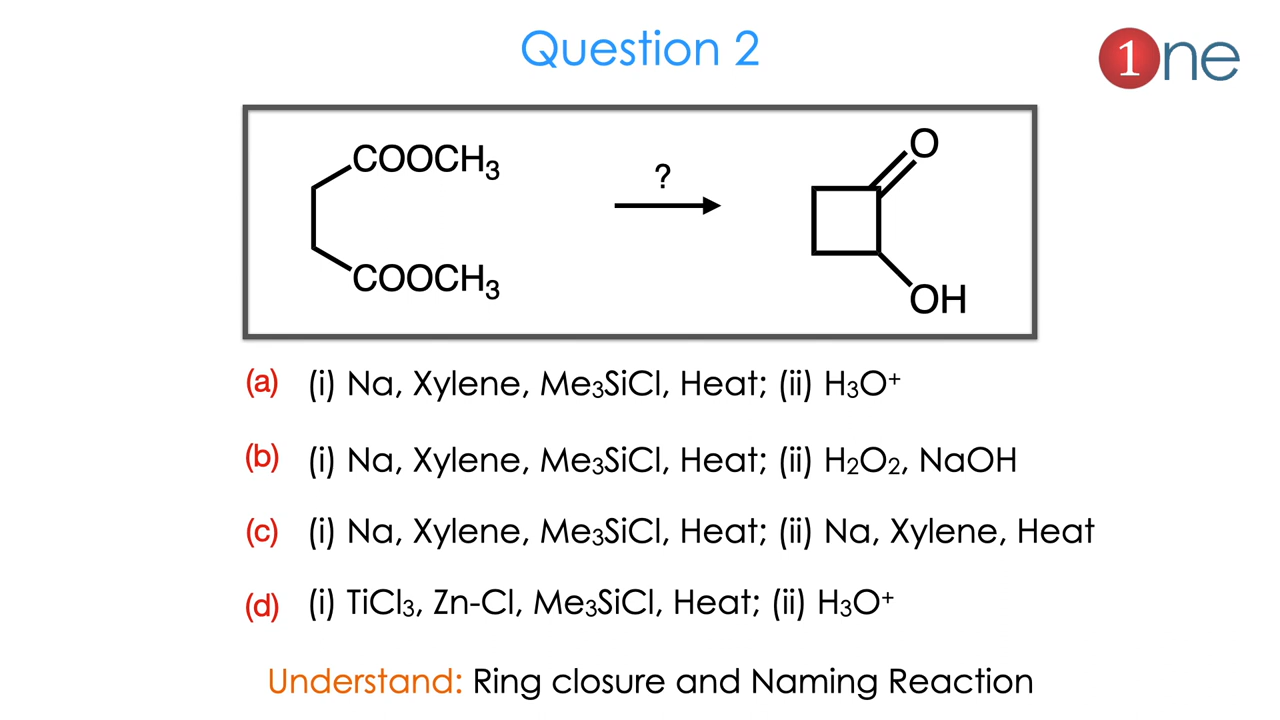 Question 2
1ne
COOCH₃
COOCH₃
?
O
OH
(a) (i) Na, Xylene, Me₃SiCl, Heat; (ii) H₃O⁺
(b) (i) Na, Xylene, Me₃SiCl, Heat; (ii) H₂O₂, NaOH
(c) (i) Na, Xylene, Me₃SiCl, Heat; (ii) Na, Xylene, Heat
(d) (i) TiCl₃, Zn-Cl, Me₃SiCl, Heat; (ii) H₃O⁺
Understand: Ring closure and Naming Reaction